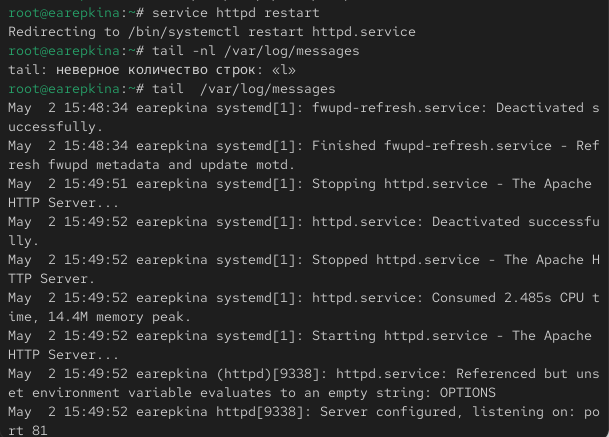 root@earepkina:~# service httpd restart
Redirecting to /bin/systemctl restart httpd.service
root@earepkina:~# tail -nl /var/log/messages
tail: неверное количество строк: «l»
root@earepkina:~# tail  /var/log/messages
May  2 15:48:34 earepkina systemd[1]: fwupd-refresh.service: Deactivated s
uccessfully.
May  2 15:48:34 earepkina systemd[1]: Finished fwupd-refresh.service - Ref
resh fwupd metadata and update motd.
May  2 15:49:51 earepkina systemd[1]: Stopping httpd.service - The Apache
HTTP Server...
May  2 15:49:52 earepkina systemd[1]: httpd.service: Deactivated successfu
lly.
May  2 15:49:52 earepkina systemd[1]: Stopped httpd.service - The Apache H
TTP Server.
May  2 15:49:52 earepkina systemd[1]: httpd.service: Consumed 2.485s CPU t
ime, 14.4M memory peak.
May  2 15:49:52 earepkina systemd[1]: Starting httpd.service - The Apache
HTTP Server...
May  2 15:49:52 earepkina (httpd)[9338]: httpd.service: Referenced but uns
et environment variable evaluates to an empty string: OPTIONS
May  2 15:49:52 earepkina httpd[9338]: Server configured, listening on: po
rt 81